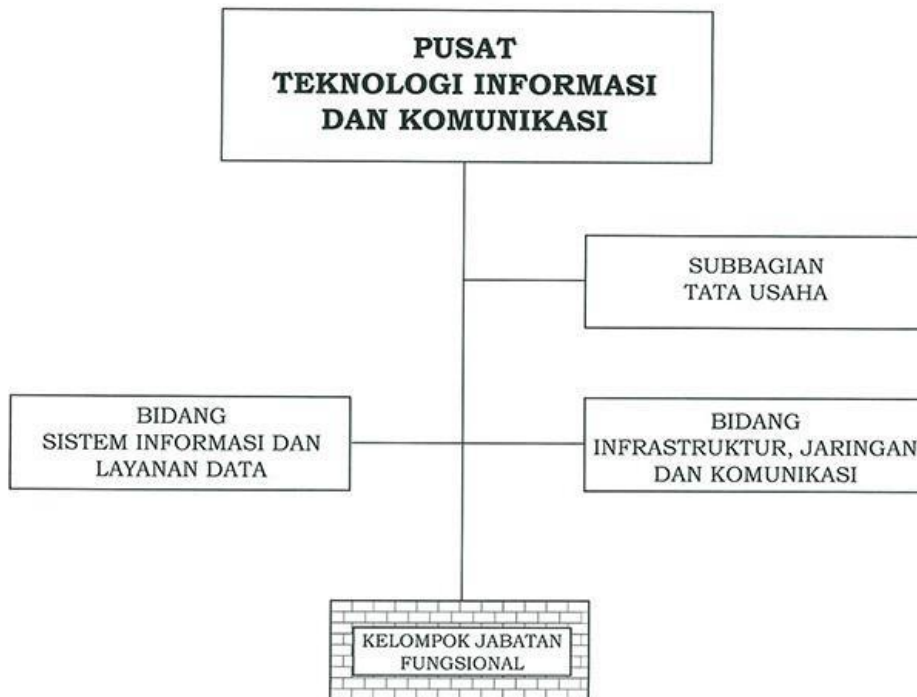 PUSAT
TEKNOLOGI INFORMASI
DAN KOMUNIKASI
SUBBAGIAN
TATA USAHA
BIDANG
SISTEM INFORMASI DAN
LAYANAN DATA
BIDANG
INFRASTRUKTUR, JARINGAN
DAN KOMUNIKASI
KELOMPOK JABATAN
FUNGSIONAL